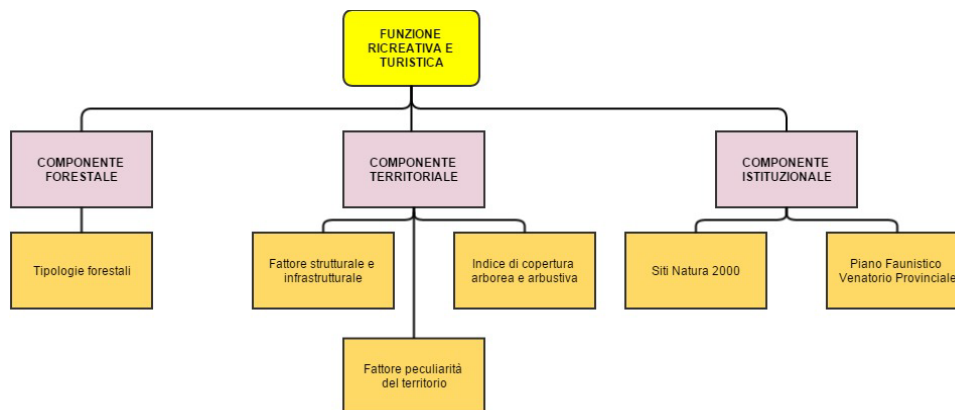 FUNZIONE
RICREATIVA E
TURISTICA
COMPONENTE
FORESTALE
COMPONENTE
TERRITORIALE
COMPONENTE
ISTITUZIONALE
Tipologie forestali
Fattore strutturale e
infrastrutturale
Indice di copertura
arborea e arbustiva
Siti Natura 2000
Piano Faunistico
Venatorio Provinciale
Fattore peculiarità
del territorio